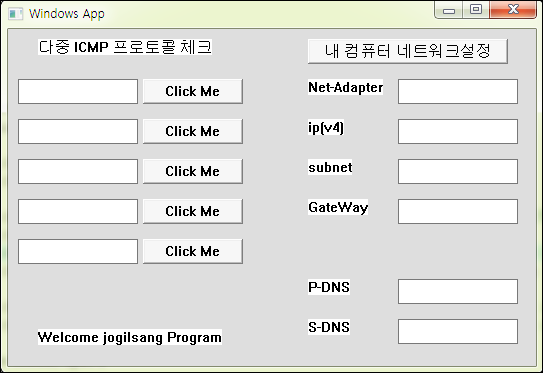 Windows App
다중 ICMP 프로토콜 체크
내 컴퓨터 네트워크설정
Click Me
Net-Adapter
Click Me
ip(v4)
Click Me
subnet
Click Me
GateWay
Click Me
P-DNS
S-DNS
Welcome jogilsang Program